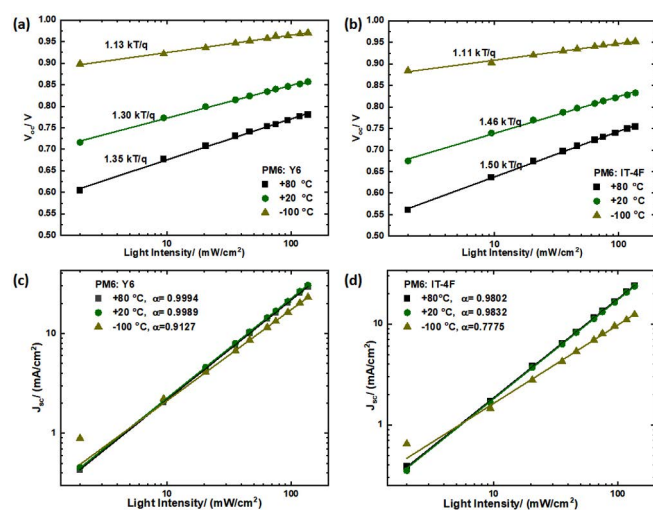 (a)
1.00
0.95
0.90
0.85
0.80
0.75
0.70
0.65
0.60
0.55
0.50
V_oc/ V
1.13 kT/q
1.30 kT/q
1.35 kT/q
PM6: Y6
+80 °C
+20 °C
-100 °C
10
100
Light Intensity/ (mW/cm²)
(b)
1.00
0.95
0.90
0.85
0.80
0.75
0.70
0.65
0.60
0.55
0.50
V_oc/ V
1.11 kT/q
1.46 kT/q
1.50 kT/q
PM6: IT-4F
+80 °C
+20 °C
-100 °C
10
100
Light Intensity/ (mW/cm²)
(c)
PM6: Y6
+80 °C, α= 0.9994
+20 °C, α= 0.9989
-100 °C, α=0.9127
10
1
J_sc/ (mA/cm²)
10
100
Light Intensity/ (mW/cm²)
(d)
PM6: IT-4F
+80°C, α= 0.9802
+20 °C, α= 0.9832
-100 °C, α=0.7775
10
1
J_sc/ (mA/cm²)
10
100
Light Intensity/ (mW/cm²)